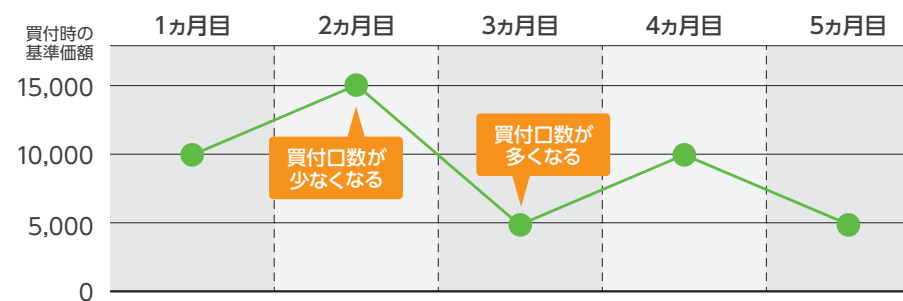 1ヵ月目 2ヵ月目 3ヵ月目 4ヵ月目 5ヵ月目
買付時の
基準価額
15,000
10,000
5,000
0
買付口数が
少なくなる
買付口数が
多くなる